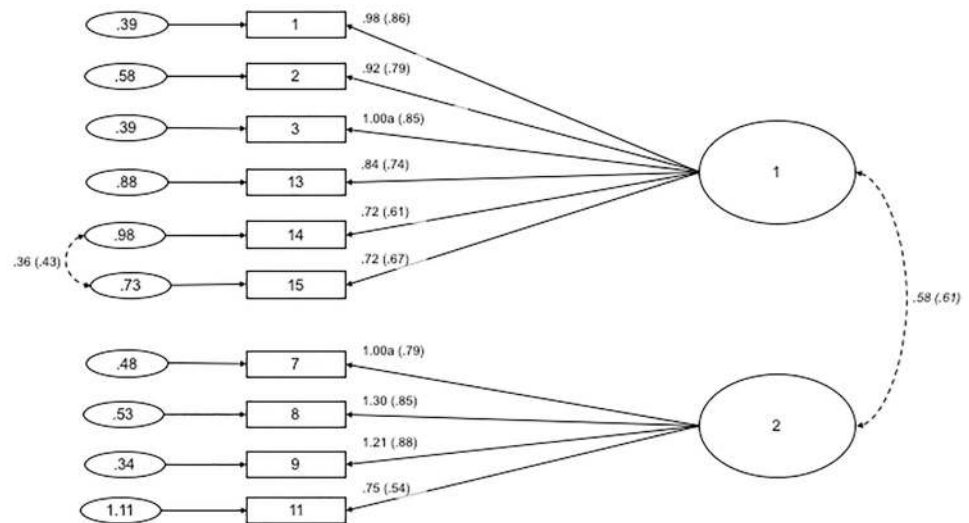 .39 1 .98 (.86)
.58 2 .92 (.79)
.39 3 1.00a (.85)
.88 13 .84 (.74)
1
.98 14 .72 (.61)
.36 (.43)
.73 15 .72 (.67)
.58 (.61)
.48 7 1.00a (.79)
.53 8 1.30 (.85)
2
.34 9 1.21 (.88)
1.11 11 .75 (.54)